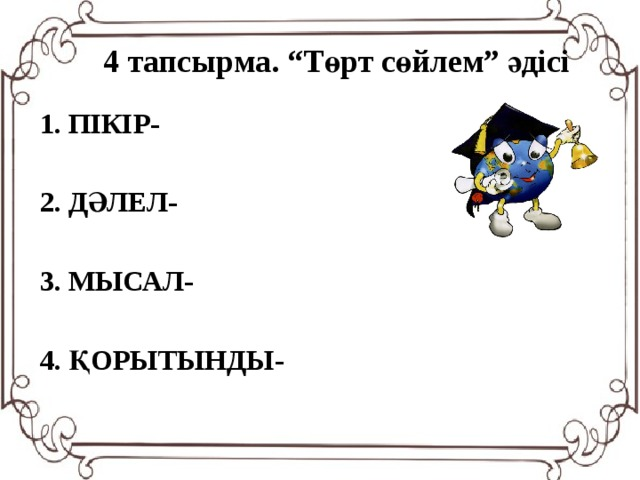 4 тапсырма. “Төрт сөйлем” әдісі
1. ПІКІР-
2. ДӘЛЕЛ-
3. МЫСАЛ-
4. ҚОРЫТЫНДЫ-